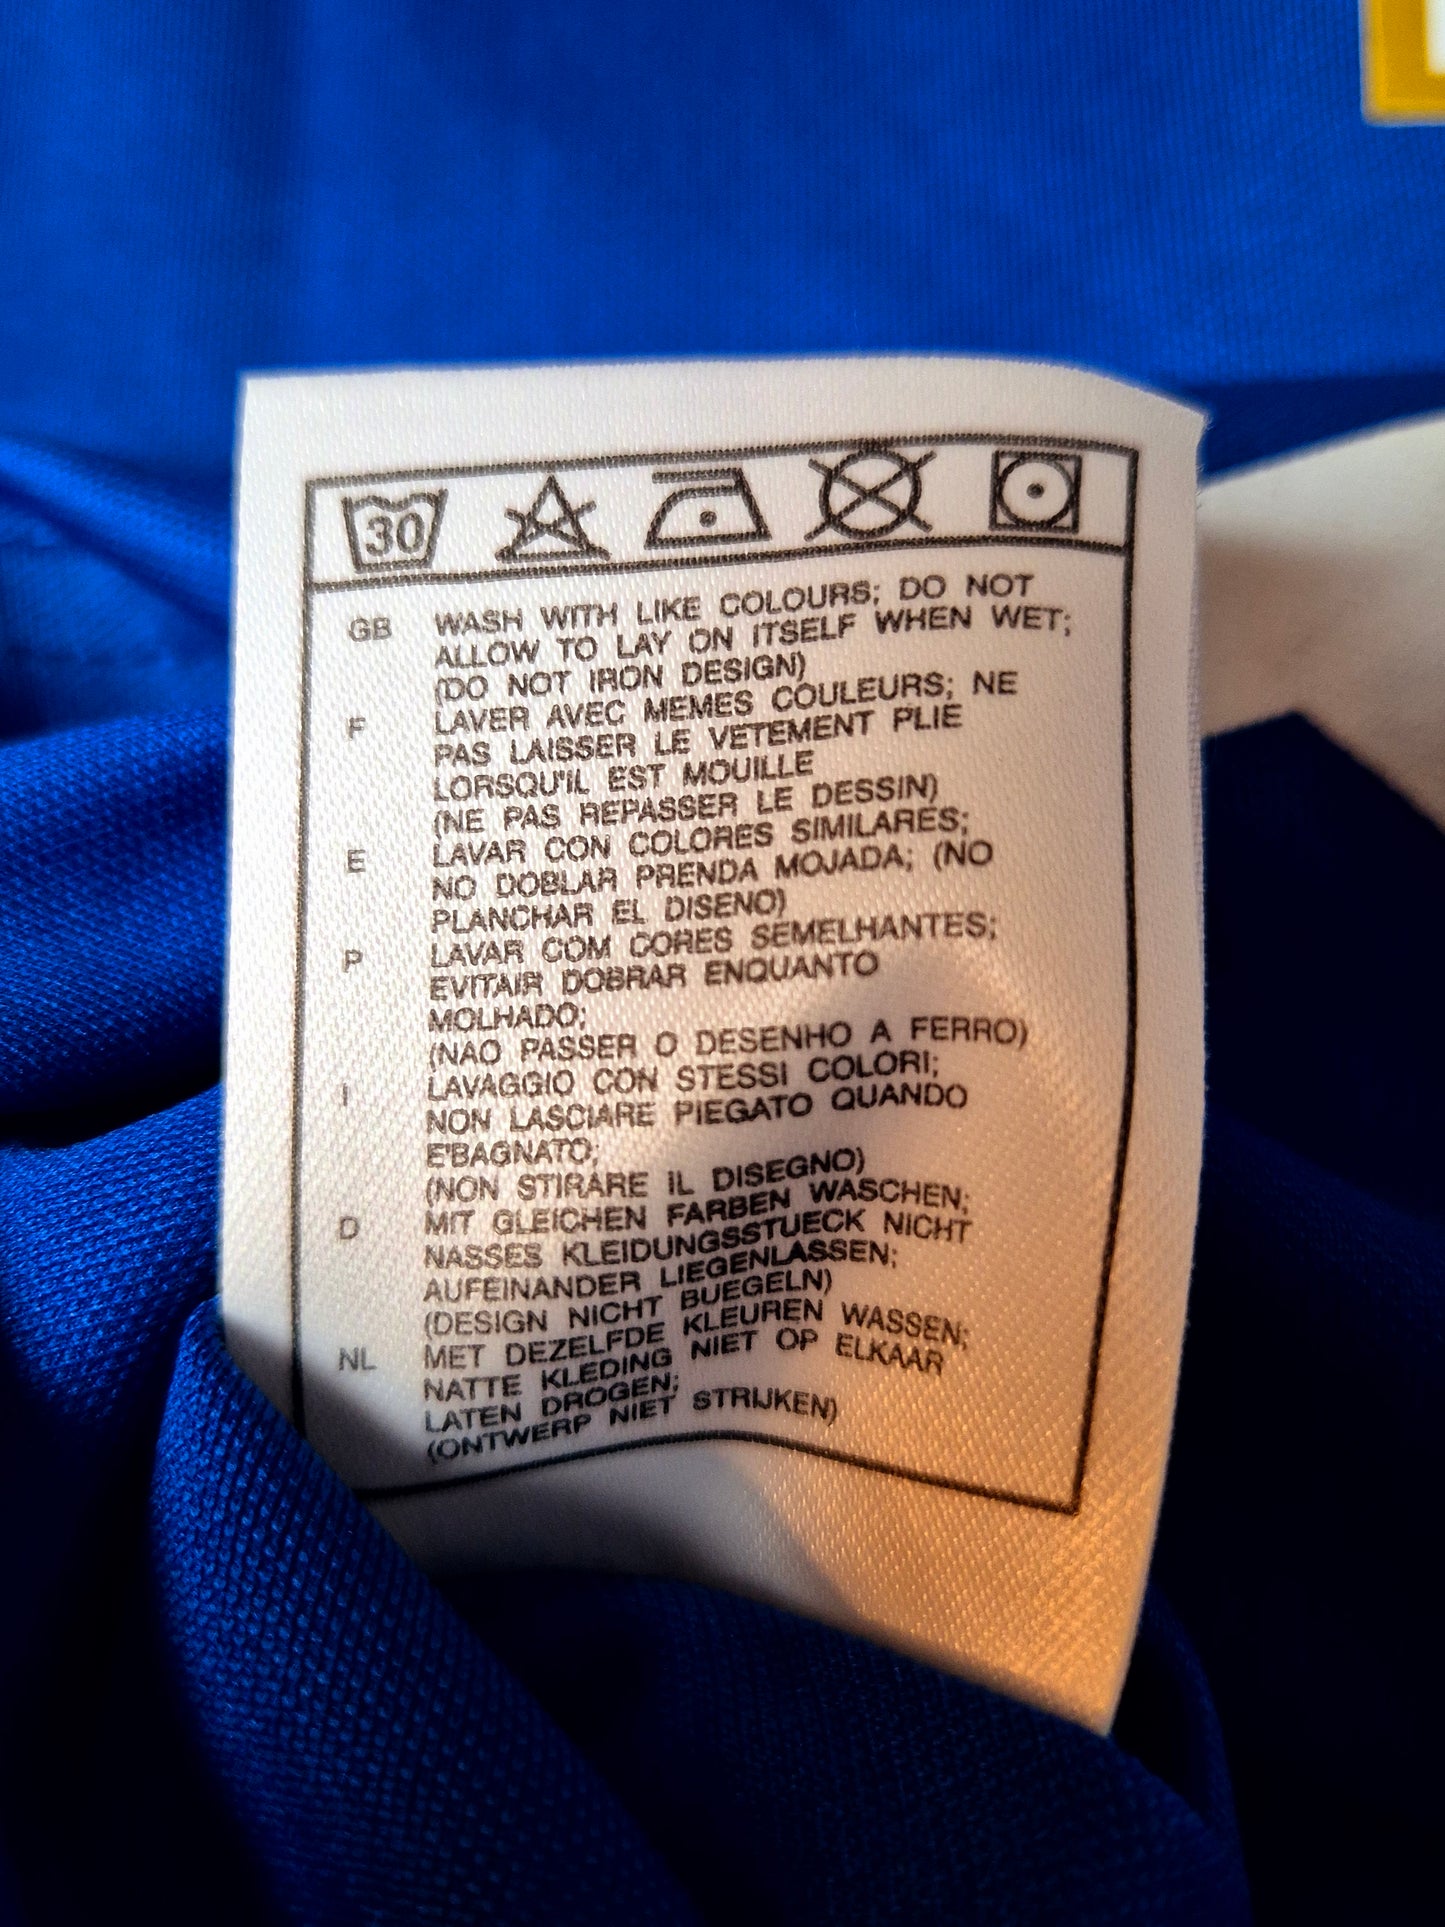 30
GB WASH WITH LIKE COLOURS; DO NOT
ALLOW TO LAY ON ITSELF WHEN WET;
(DO NOT IRON DESIGN)
F LAVER AVEC MEMES COULEURS; NE
PAS LAISSER LE VETEMENT PLIE
LORSQU'IL EST MOUILLE
(NE PAS REPASSER LE DESSIN)
E LAVAR CON COLORES SIMILARES;
NO DOBLAR PRENDA MOJADA; (NO
PLANCHAR EL DISENO)
P LAVAR COM CORES SEMELHANTES;
EVITAIR DOBRAR ENQUANTO
MOLHADO;
(NAO PASSER O DESENHO A FERRO)
I LAVAGGIO CON STESSI COLORI;
NON LASCIARE PIEGATO QUANDO
E'BAGNATO;
(NON STIRARE IL DISEGNO)
D MIT GLEICHEN FARBEN WASCHEN;
NASSES KLEIDUNGSSTUECK NICHT
AUFEINANDER LIEGENLASSEN;
(DESIGN NICHT BUEGELN)
NL MET DEZELFDE KLEUREN WASSEN;
NATTE KLEDING NIET OP ELKAAR
LATEN DROGEN;
(ONTWERP NIET STRIJKEN)